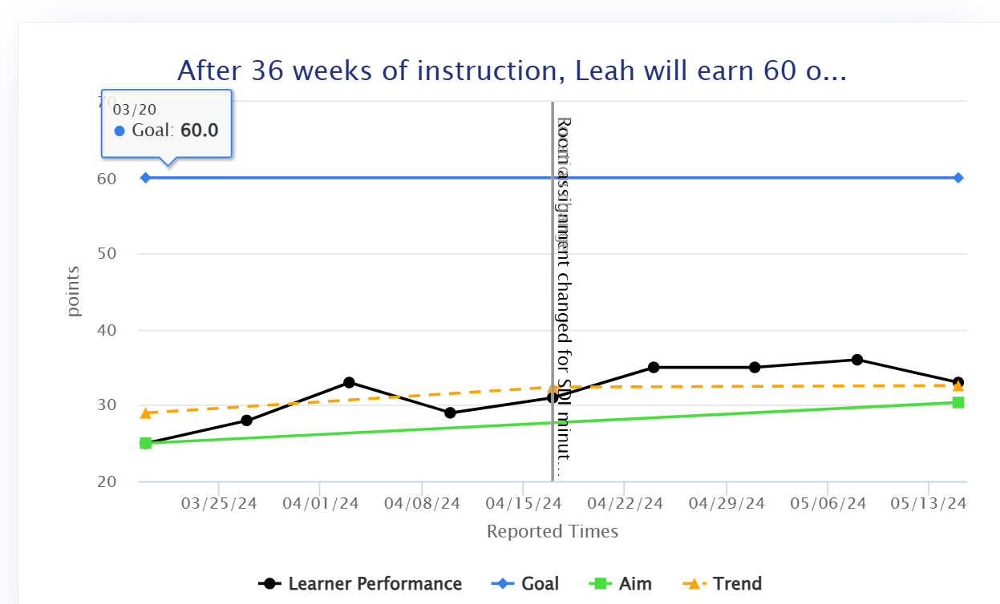 After 36 weeks of instruction, Leah will earn 60 o...
70
03/20
Goal: 60.0
60
50
40
30
20
points
Room assignment changed for SDI minut...
03/25/24 04/01/24 04/08/24 04/15/24 04/22/24 04/29/24 05/06/24 05/13/24
Reported Times
Learner Performance Goal Aim Trend